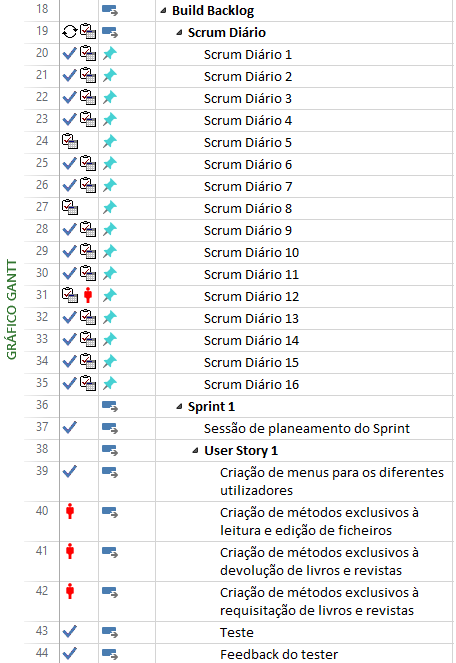 GRÁFICO GANTT
18 Build Backlog
19 Scrum Diário
20 Scrum Diário 1
21 Scrum Diário 2
22 Scrum Diário 3
23 Scrum Diário 4
24 Scrum Diário 5
25 Scrum Diário 6
26 Scrum Diário 7
27 Scrum Diário 8
28 Scrum Diário 9
29 Scrum Diário 10
30 Scrum Diário 11
31 Scrum Diário 12
32 Scrum Diário 13
33 Scrum Diário 14
34 Scrum Diário 15
35 Scrum Diário 16
36 Sprint 1
37 Sessão de planeamento do Sprint
38 User Story 1
39 Criação de menus para os diferentes
utilizadores
40 Criação de métodos exclusivos à
leitura e edição de ficheiros
41 Criação de métodos exclusivos à
devolução de livros e revistas
42 Criação de métodos exclusivos à
requisitação de livros e revistas
43 Teste
44 Feedback do tester